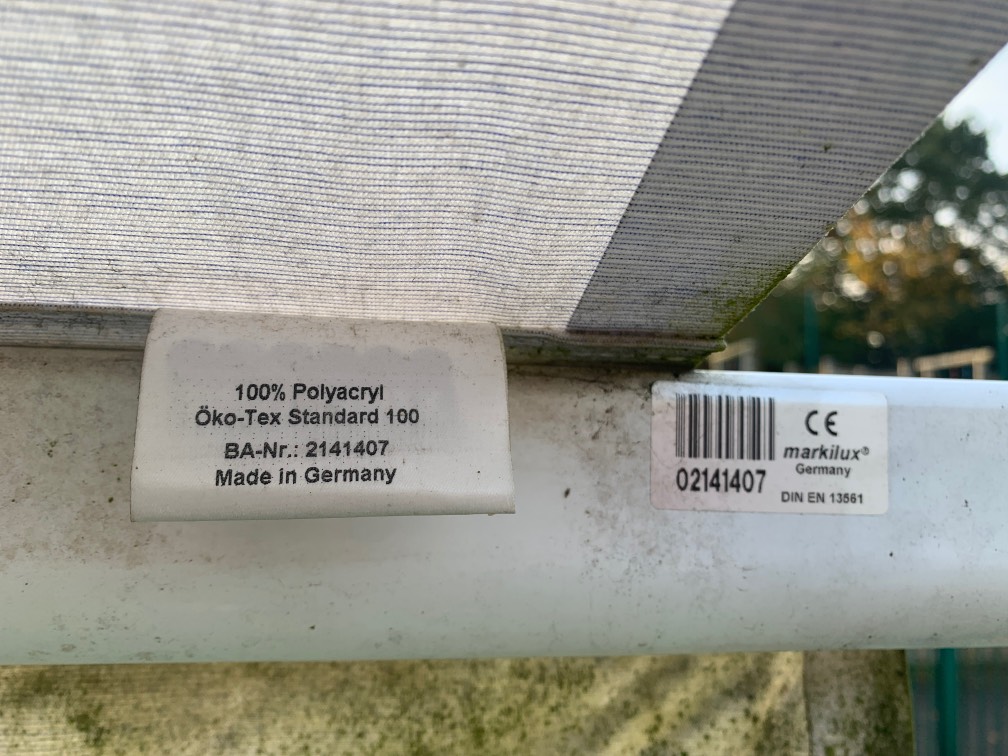 100% Polyacryl
Öko-Tex Standard 100
BA-Nr.: 2141407
Made in Germany
CE
markilux®
Germany
02141407
DIN EN 13561